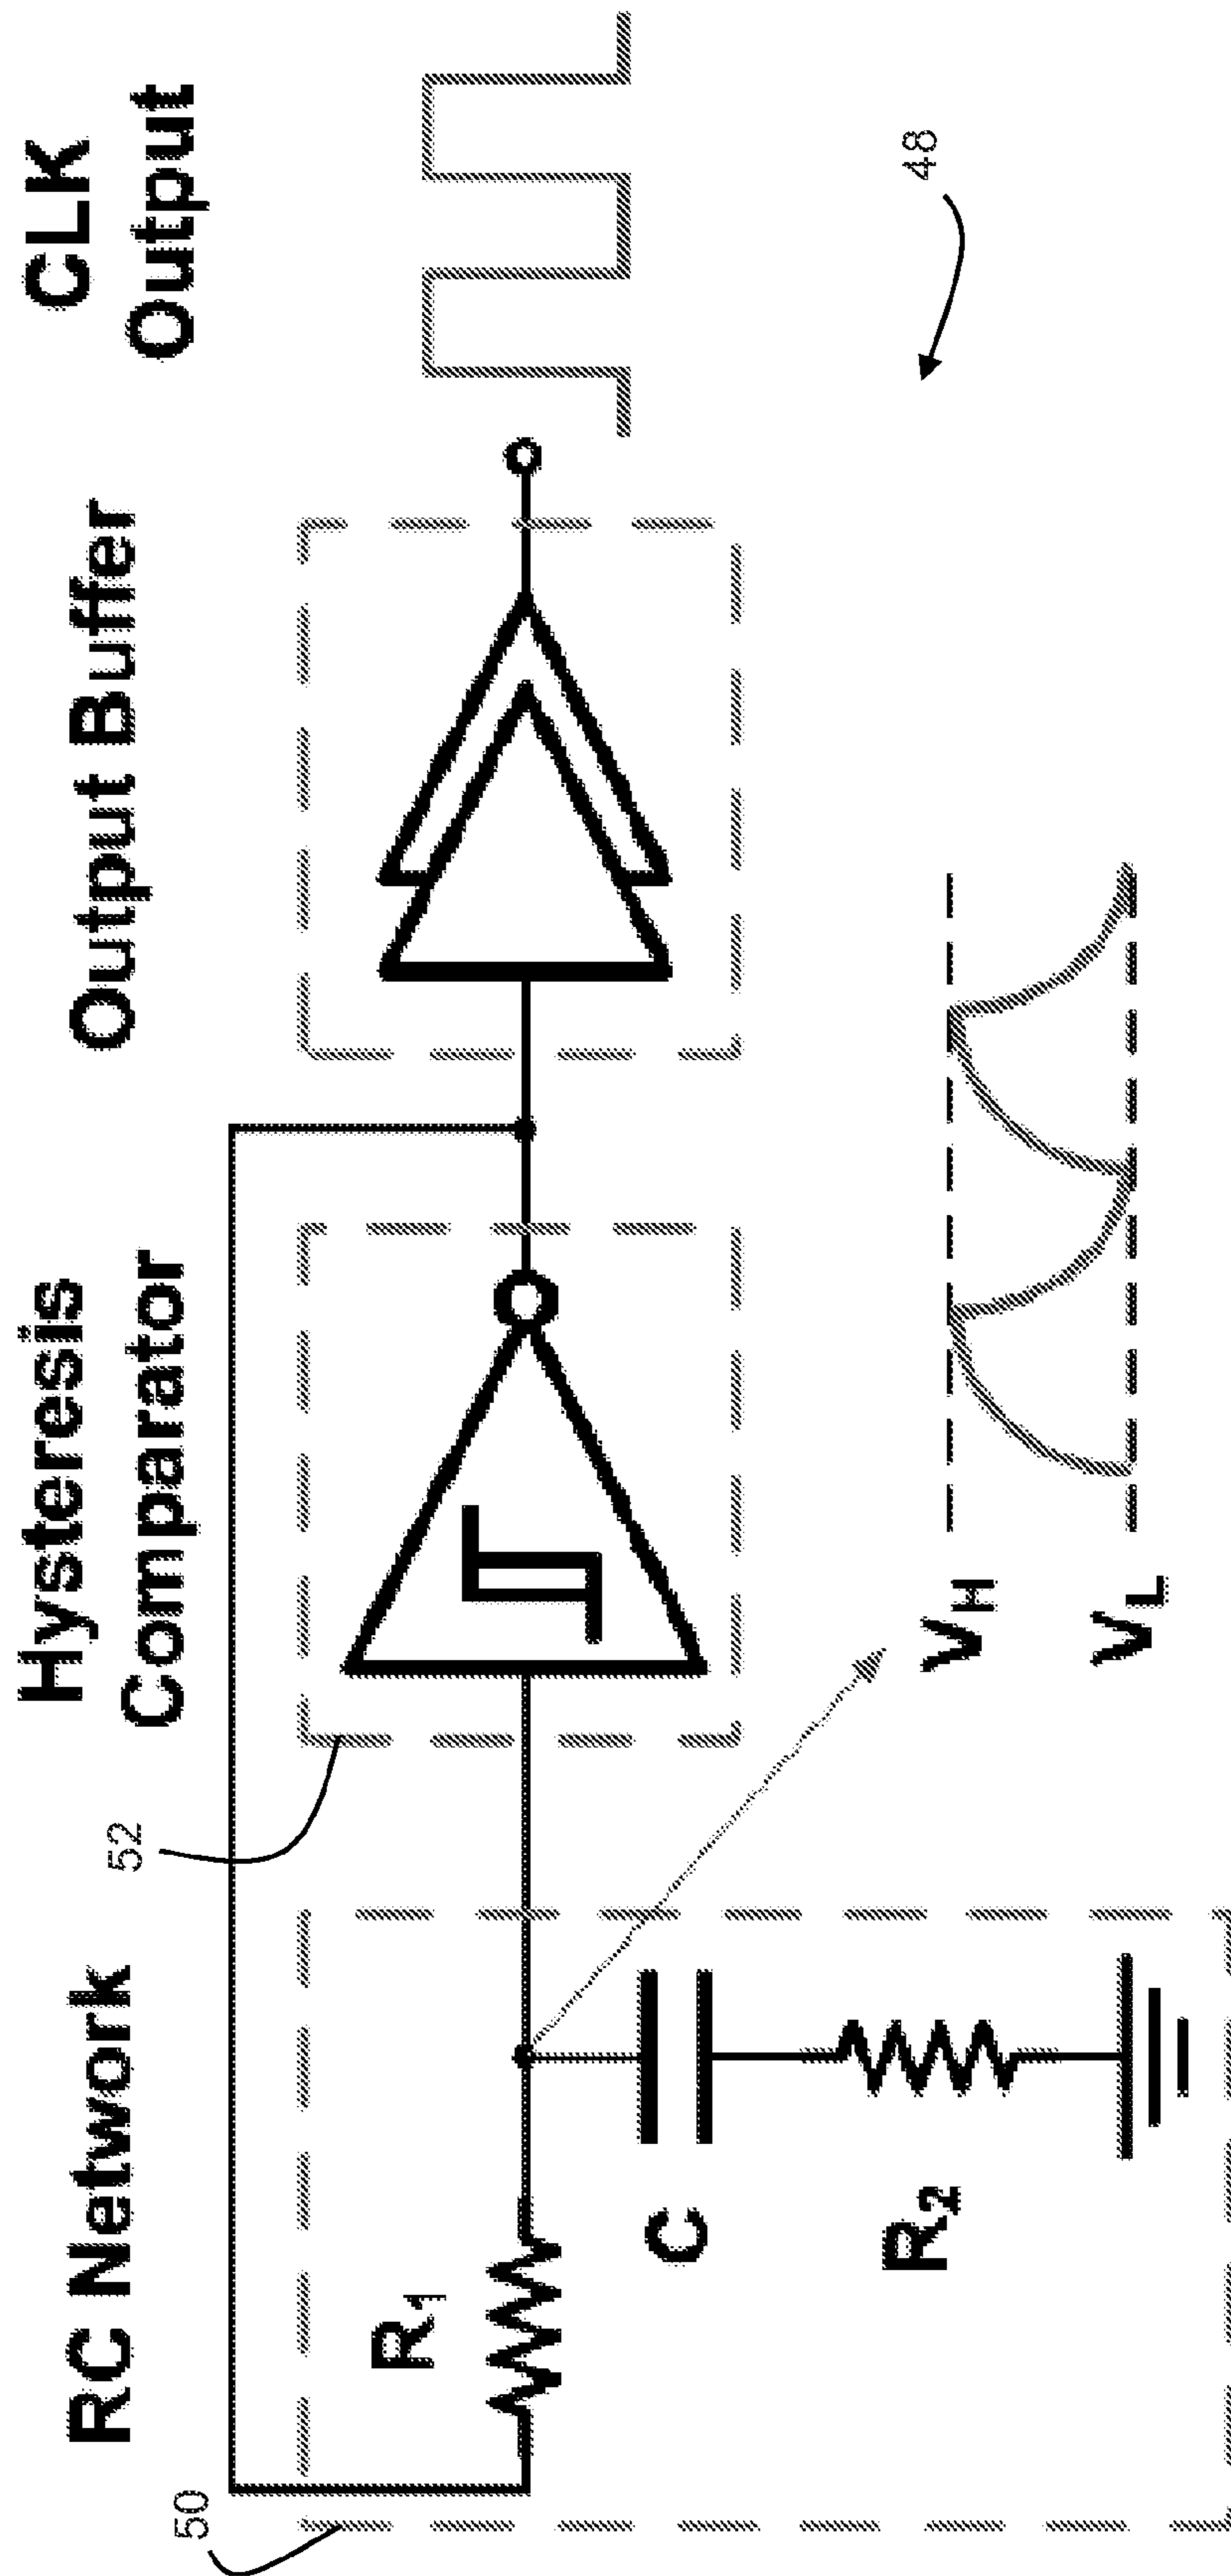 RC Network
Hysteresis
Comparator
Output Buffer
CLK
Output
50
52
R1
C
R2
VH
VL
48